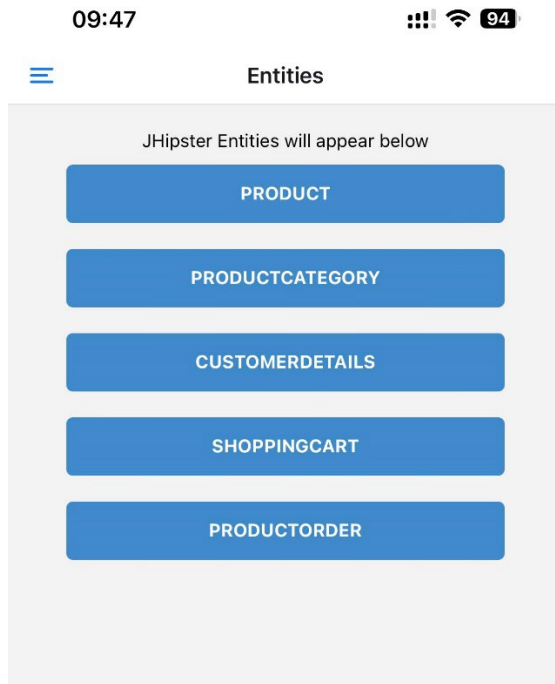 09:47
94
Entities
JHipster Entities will appear below
PRODUCT
PRODUCTCATEGORY
CUSTOMERDETAILS
SHOPPINGCART
PRODUCTORDER